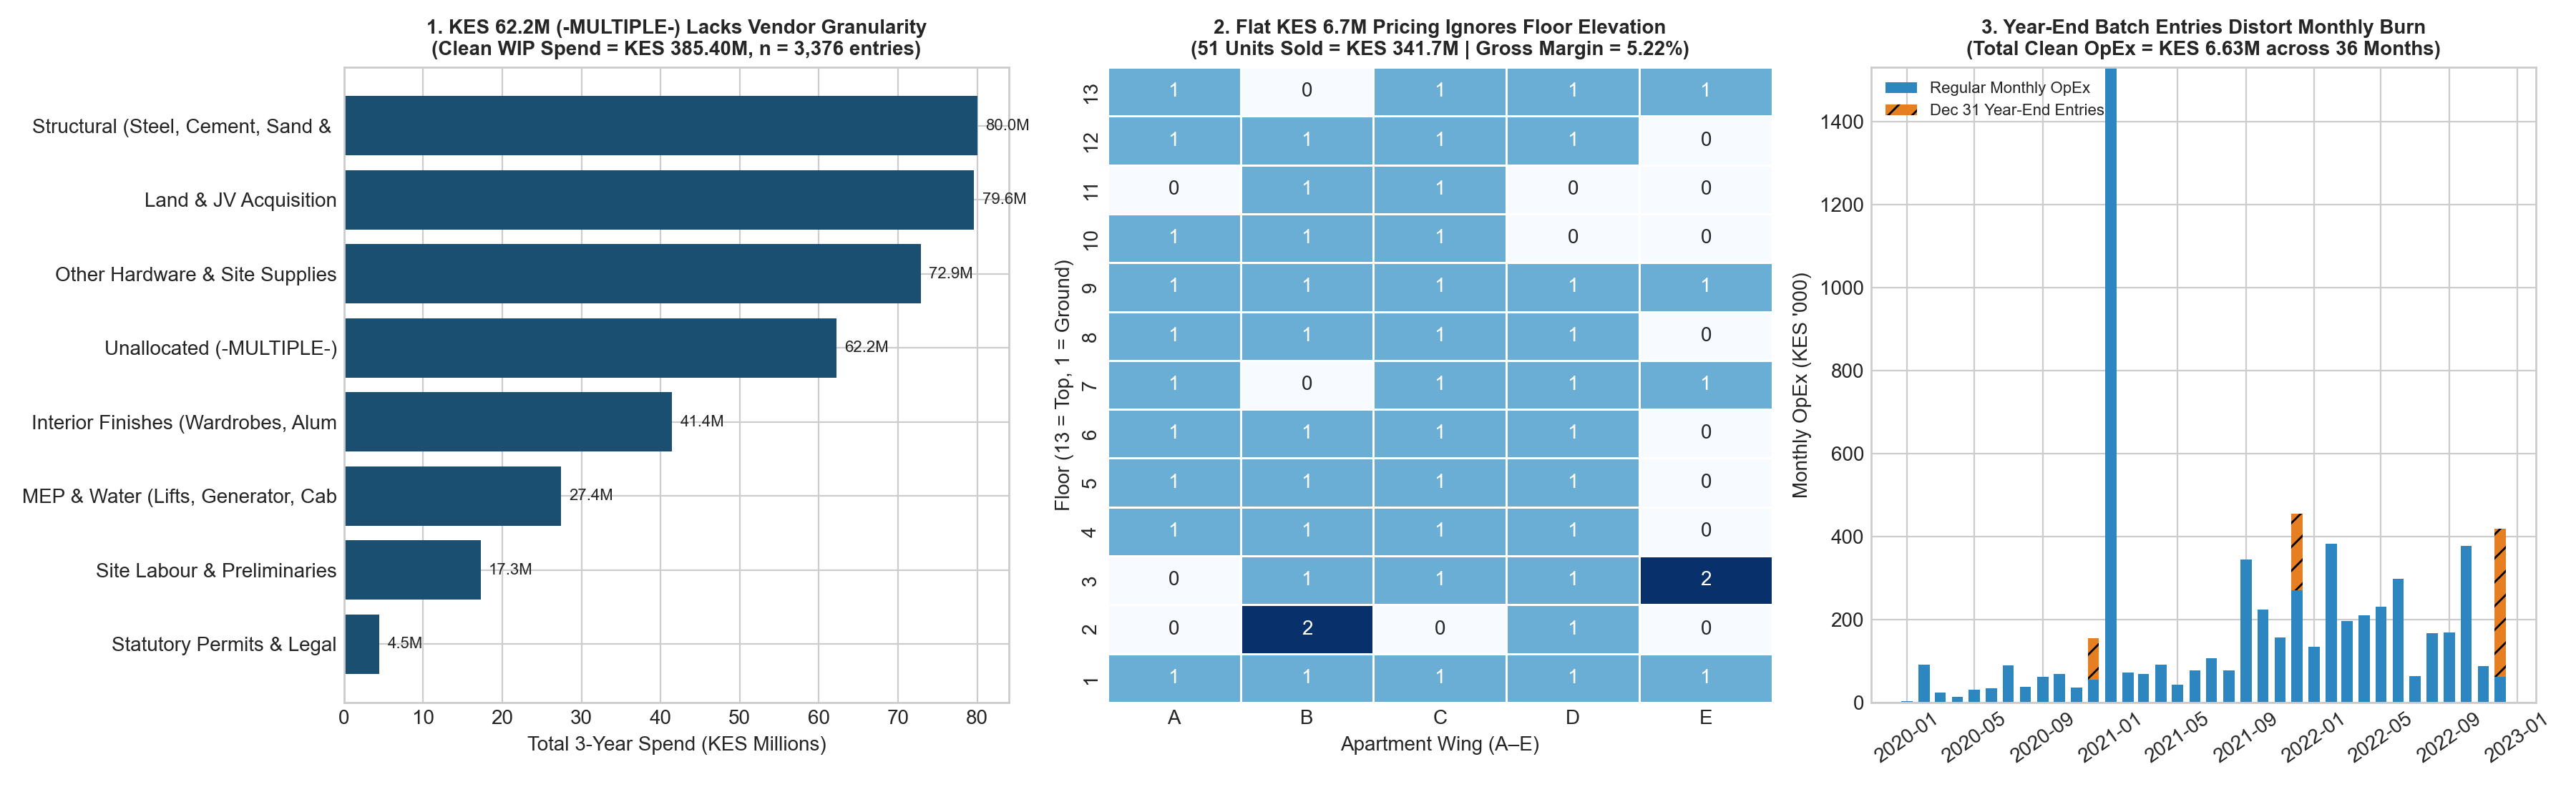 1. KES 62.2M (-MULTIPLE-) Lacks Vendor Granularity
(Clean WIP Spend = KES 385.40M, n = 3,376 entries)
Structural (Steel, Cement, Sand &
80.0M
Land & JV Acquisition
79.6M
Other Hardware & Site Supplies
72.9M
Unallocated (-MULTIPLE-)
62.2M
Interior Finishes (Wardrobes, Alum
41.4M
MEP & Water (Lifts, Generator, Cab
27.4M
Site Labour & Preliminaries
17.3M
Statutory Permits & Legal
4.5M
0 10 20 30 40 50 60 70 80
Total 3-Year Spend (KES Millions)
2. Flat KES 6.7M Pricing Ignores Floor Elevation
(51 Units Sold = KES 341.7M | Gross Margin = 5.22%)
Floor (13 = Top, 1 = Ground)
13 1 0 1 1 1
12 1 1 1 1 0
11 0 1 1 0 0
10 1 1 1 0 0
9 1 1 1 1 1
8 1 1 1 1 0
7 1 0 1 1 1
6 1 1 1 1 0
5 1 1 1 1 0
4 1 1 1 1 0
3 0 1 1 1 2
2 0 2 0 1 0
1 1 1 1 1 1
A B C D E
Apartment Wing (A–E)
3. Year-End Batch Entries Distort Monthly Burn
(Total Clean OpEx = KES 6.63M across 36 Months)
Regular Monthly OpEx
Dec 31 Year-End Entries
Monthly OpEx (KES '000)
1400
1200
1000
800
600
400
200
0
2020-01 2020-05 2020-09 2021-01 2021-05 2021-09 2022-01 2022-05 2022-09 2023-01